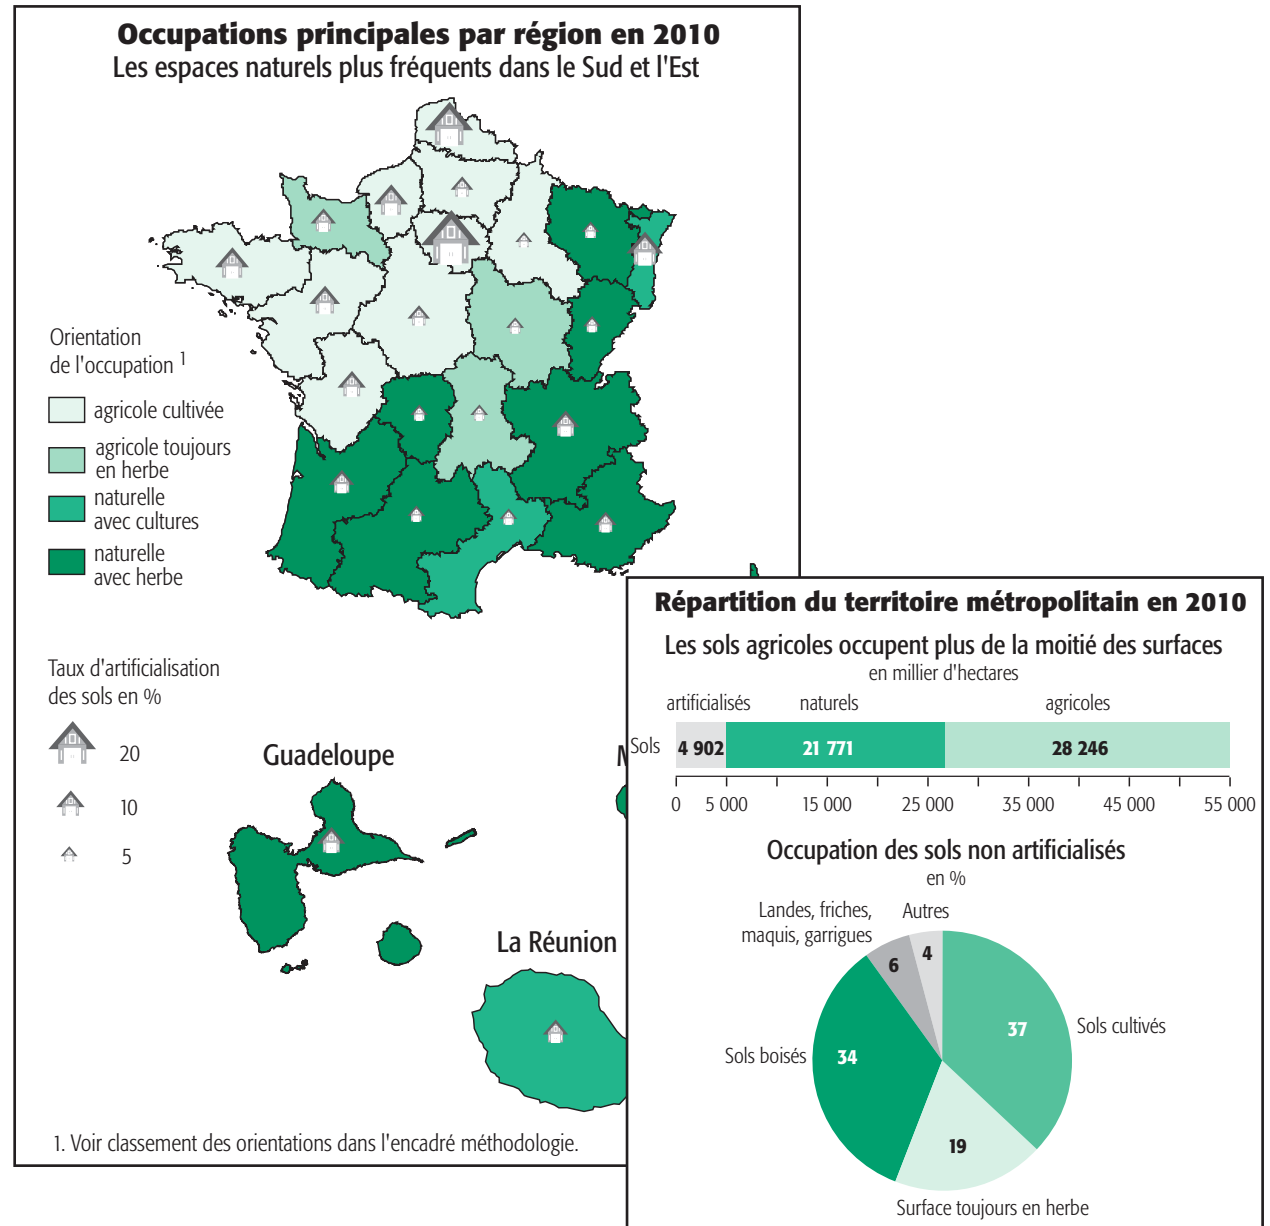 Occupations principales par région en 2010
Les espaces naturels plus fréquents dans le Sud et l'Est
Orientation
de l'occupation 1
agricole cultivée
agricole toujours
en herbe
naturelle
avec cultures
naturelle
avec herbe
Taux d'artificialisation
des sols en %
20
10
5
Guadeloupe
La Réunion
1. Voir classement des orientations dans l'encadré méthodologie.
Répartition du territoire métropolitain en 2010
Les sols agricoles occupent plus de la moitié des surfaces
en millier d'hectares
artificialisés naturels agricoles
Sols 4 902 21 771 28 246
0 5 000 15 000 25 000 35 000 45 000 55 000
Occupation des sols non artificialisés
en %
Landes, friches,
maquis, garrigues
Autres
6
4
37
Sols cultivés
Sols boisés
34
19
Surface toujours en herbe